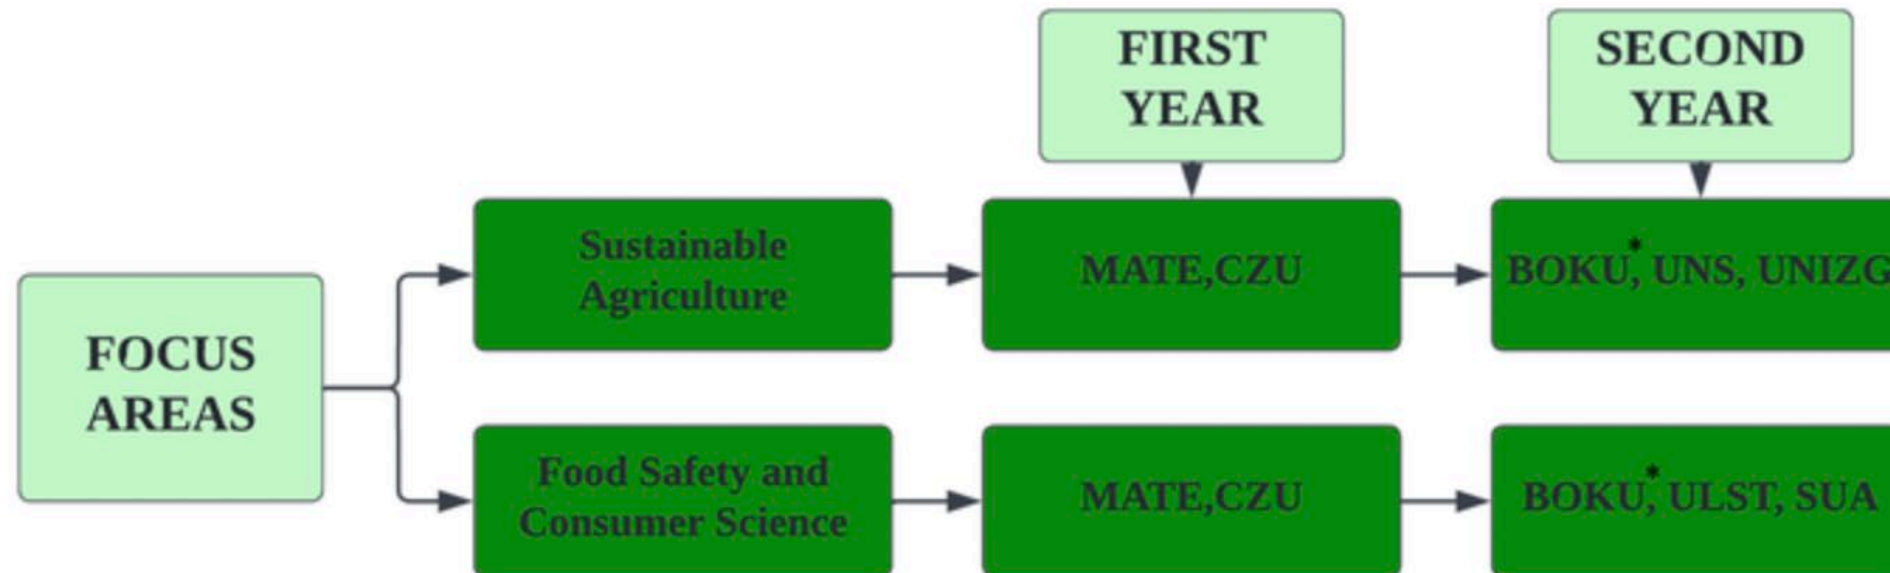 FIRST
YEAR
SECOND
YEAR
FOCUS
AREAS
Sustainable
Agriculture
MATE,CZU
BOKU*, UNS, UNIZG
Food Safety and
Consumer Science
MATE,CZU
BOKU*, ULST, SUA